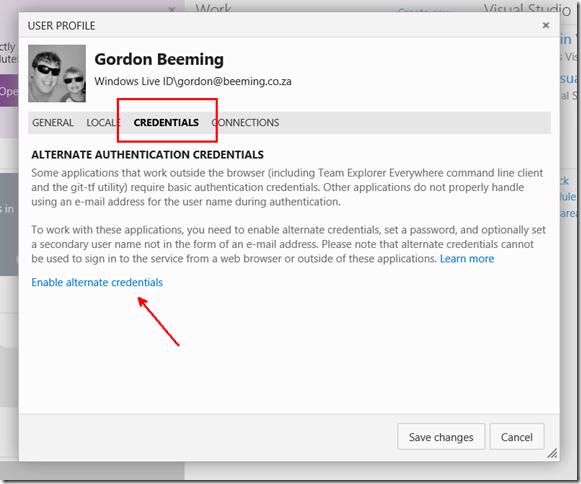 Work
Create new
Visual Studio
USER PROFILE
Gordon Beeming
Windows Live ID\gordon@beeming.co.za
GENERAL LOCALE CREDENTIALS CONNECTIONS
ALTERNATE AUTHENTICATION CREDENTIALS
Some applications that work outside the browser (including Team Explorer Everywhere command line client
and the git-tf utility) require basic authentication credentials. Other applications do not properly handle
using an e-mail address for the user name during authentication.
To work with these applications, you need to enable alternate credentials, set a password, and optionally set
a secondary user name not in the form of an e-mail address. Please note that alternate credentials cannot
be used to sign in to the service from a web browser or outside of these applications. Learn more
Enable alternate credentials
Save changes Cancel